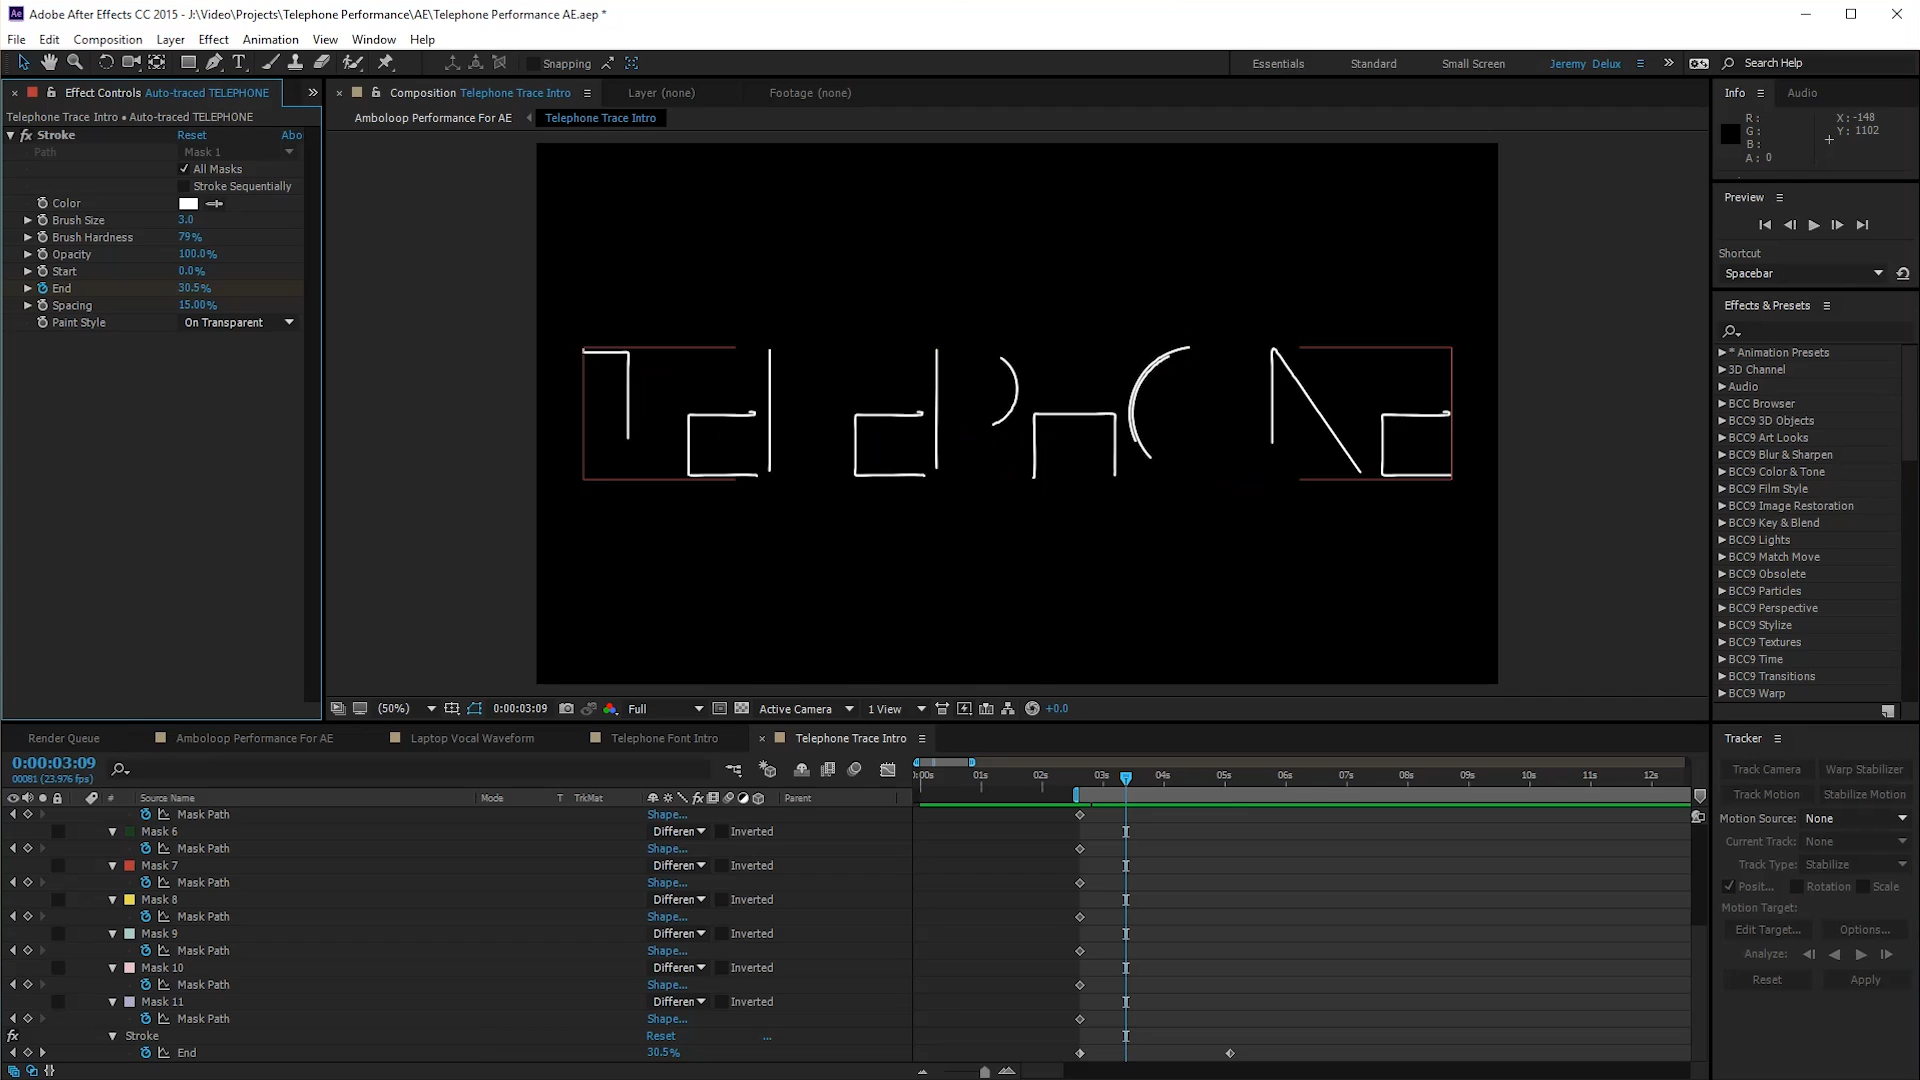 Adobe After Effects CC 2015 - J:\Video\Projects\Telephone Performance\AE\Telephone Performance AE.aep *
File Edit Composition Layer Effect Animation View Window Help
Snapping
Essentials Standard Small Screen Jeremy Delux Search Help
Effect Controls Auto-traced TELEPHONE
Telephone Trace Intro • Auto-traced TELEPHONE
fx Stroke Reset Abo
Path Mask 1
All Masks
Stroke Sequentially
Color
Brush Size 3.0
Brush Hardness 79%
Opacity 100.0%
Start 0.0%
End 30.5%
Spacing 15.00%
Paint Style On Transparent
Composition Telephone Trace Intro
Layer (none)
Footage (none)
Amboloop Performance For AE Telephone Trace Intro
(50%) 0:00:03:09 Full Active Camera 1 View +0.0
Info Audio
R: X: -148
G: Y: 1102
B:
A: 0
Preview
Shortcut
Spacebar
Effects & Presets
* Animation Presets
3D Channel
Audio
BCC Browser
BCC9 3D Objects
BCC9 Art Looks
BCC9 Blur & Sharpen
BCC9 Color & Tone
BCC9 Film Style
BCC9 Image Restoration
BCC9 Key & Blend
BCC9 Lights
BCC9 Match Move
BCC9 Obsolete
BCC9 Particles
BCC9 Perspective
BCC9 Stylize
BCC9 Textures
BCC9 Time
BCC9 Transitions
BCC9 Warp
Render Queue Amboloop Performance For AE Laptop Vocal Waveform Telephone Font Intro Telephone Trace Intro
0:00:03:09
00081 (23.976 fps)
:00s 01s 02s 03s 04s 05s 06s 07s 08s 09s 10s 11s 12s
# Source Name Mode T TrkMat fx Parent
Mask Path Shape...
Mask 6 Differen Inverted
Mask Path Shape...
Mask 7 Differen Inverted
Mask Path Shape...
Mask 8 Differen Inverted
Mask Path Shape...
Mask 9 Differen Inverted
Mask Path Shape...
Mask 10 Differen Inverted
Mask Path Shape...
Mask 11 Differen Inverted
Mask Path Shape...
fx Stroke Reset ...
End 30.5%
Tracker
Track Camera Warp Stabilizer
Track Motion Stabilize Motion
Motion Source: None
Current Track: None
Track Type: Stabilize
Posit... Rotation Scale
Motion Target:
Edit Target... Options...
Analyze:
Reset Apply